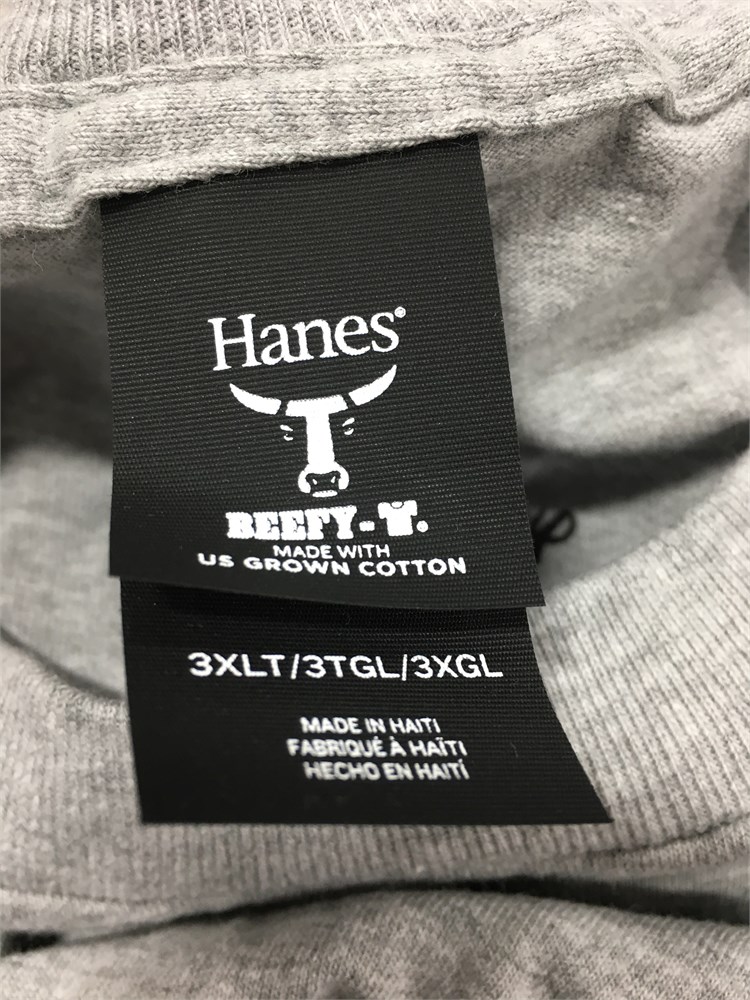 Hanes®
BEEFY-T.
MADE WITH
US GROWN COTTON
3XLT/3TGL/3XGL
MADE IN HAITI
FABRIQUÉ À HAÏTI
HECHO EN HAITÍ